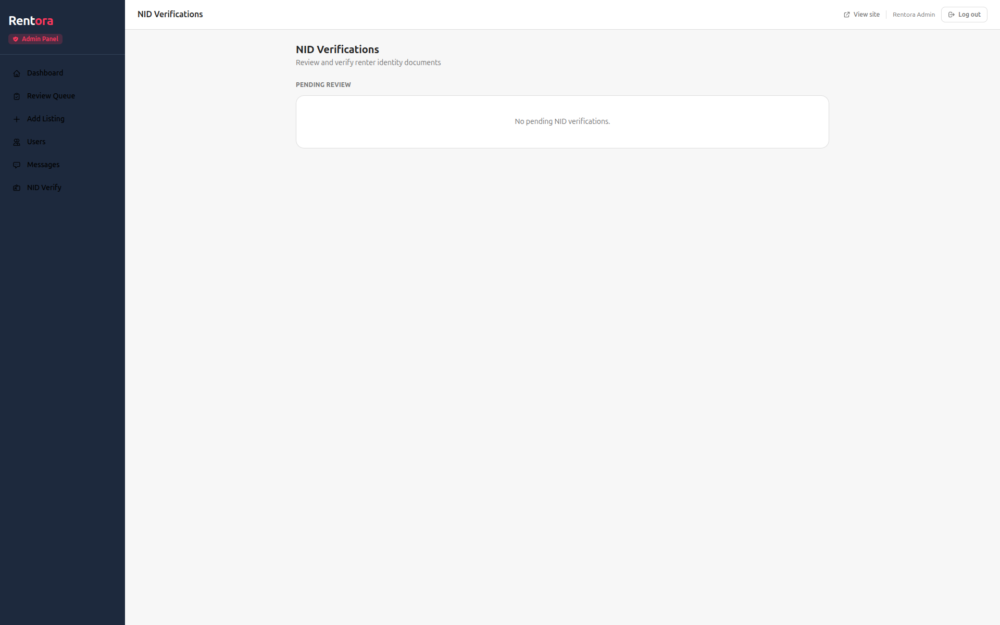 Rentora
Admin Panel
Dashboard
Review Queue
Add Listing
Users
Messages
NID Verify
NID Verifications
View site
Rentora Admin
Log out
NID Verifications
Review and verify renter identity documents
PENDING REVIEW
No pending NID verifications.